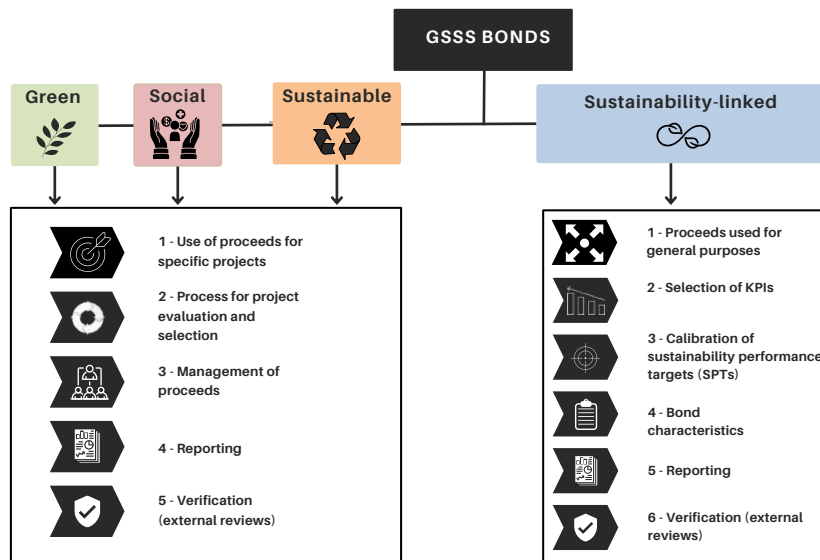 GSSS BONDS
Green
Social
Sustainable
Sustainability-linked
1 - Use of proceeds for
specific projects
2 - Process for project
evaluation and
selection
3 - Management of
proceeds
4 - Reporting
5 - Verification
(external reviews)
1 - Proceeds used for
general purposes
2 - Selection of KPIs
3 - Calibration of
sustainability performance
targets (SPTs)
4 - Bond
characteristics
5 - Reporting
6 - Verification (external
reviews)